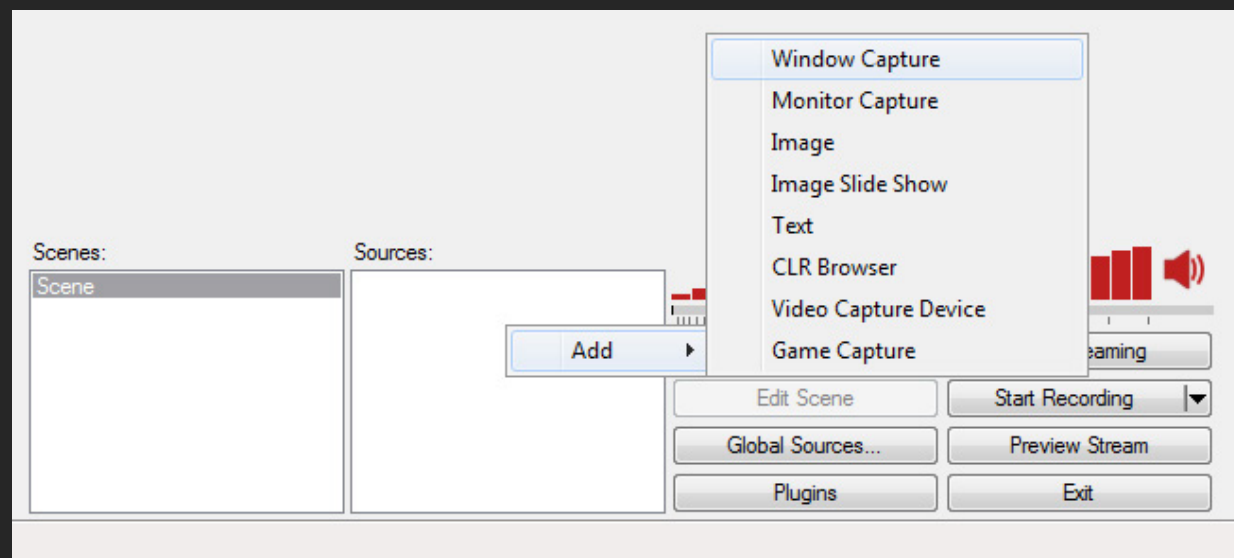 Window Capture
Monitor Capture
Image
Image Slide Show
Text
CLR Browser
Video Capture Device
Game Capture
Scenes:
Sources:
Scene
Add
eaming
Edit Scene
Start Recording
Global Sources...
Preview Stream
Plugins
Exit